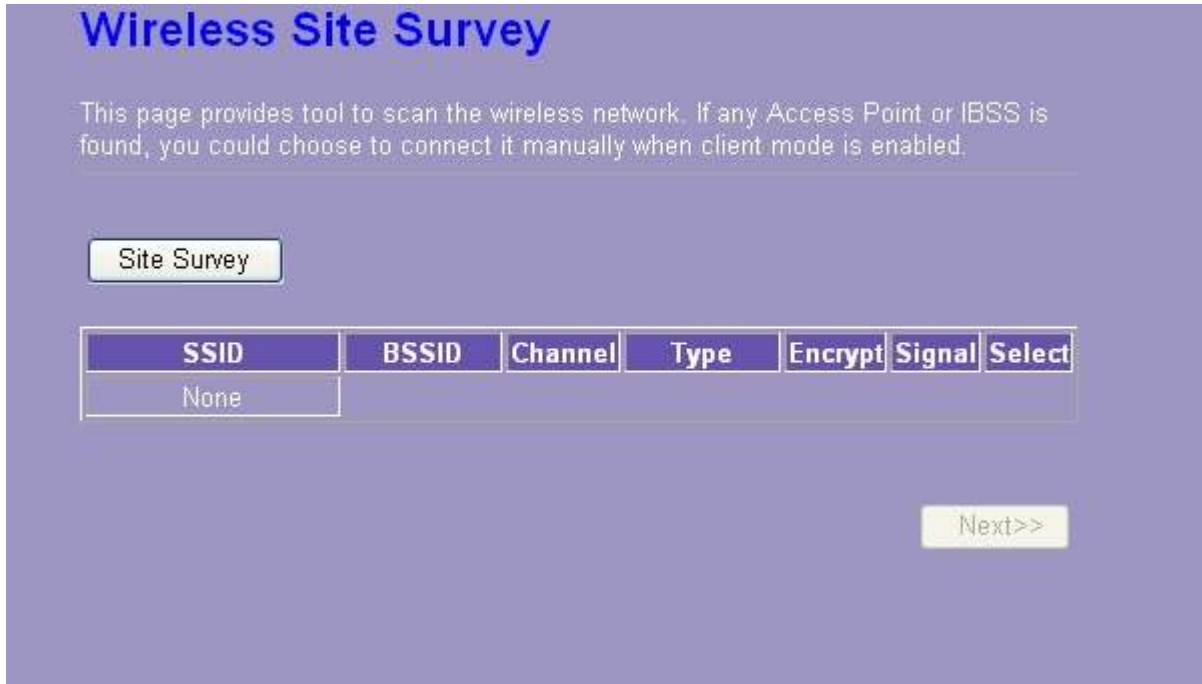 Wireless Site Survey
This page provides tool to scan the wireless network. If any Access Point or IBSS is
found, you could choose to connect it manually when client mode is enabled.
Site Survey
SSID BSSID Channel Type Encrypt Signal Select
None
Next>>